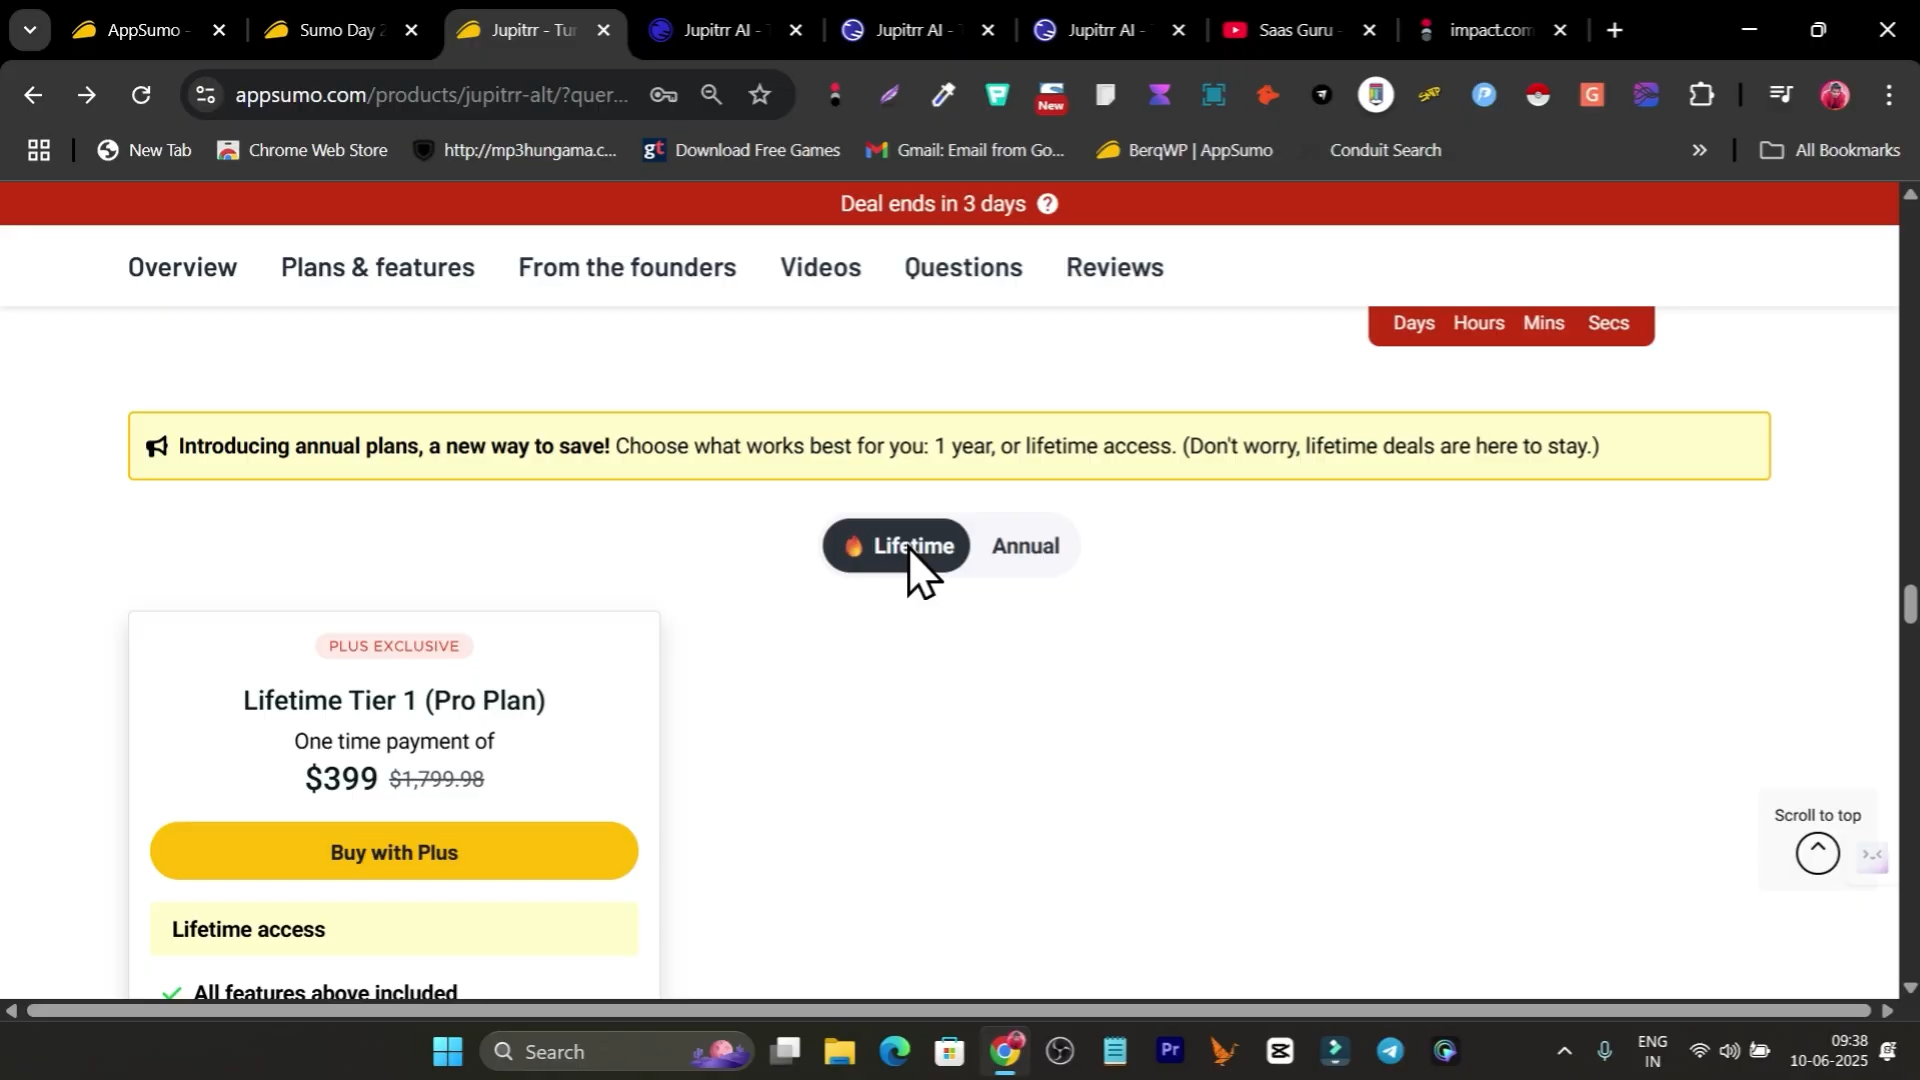 AppSumo -
Sumo Day 2
Jupitrr - Tur
Jupitrr AI -
Jupitrr AI -
Jupitrr AI -
Saas Guru -
impact.com
appsumo.com/products/jupitrr-alt/?quer...
New
G
New Tab
Chrome Web Store
http://mp3hungama.c...
gt Download Free Games
Gmail: Email from Go...
BerqWP | AppSumo
Conduit Search
All Bookmarks
Deal ends in 3 days ?
Overview
Plans & features
From the founders
Videos
Questions
Reviews
Days Hours Mins Secs
Introducing annual plans, a new way to save! Choose what works best for you: 1 year, or lifetime access. (Don't worry, lifetime deals are here to stay.)
Lifetime
Annual
PLUS EXCLUSIVE
Lifetime Tier 1 (Pro Plan)
One time payment of
$399 $1,799.98
Buy with Plus
Lifetime access
All features above included
Scroll to top
Search
Pr
ENG
IN
09:38
10-06-2025